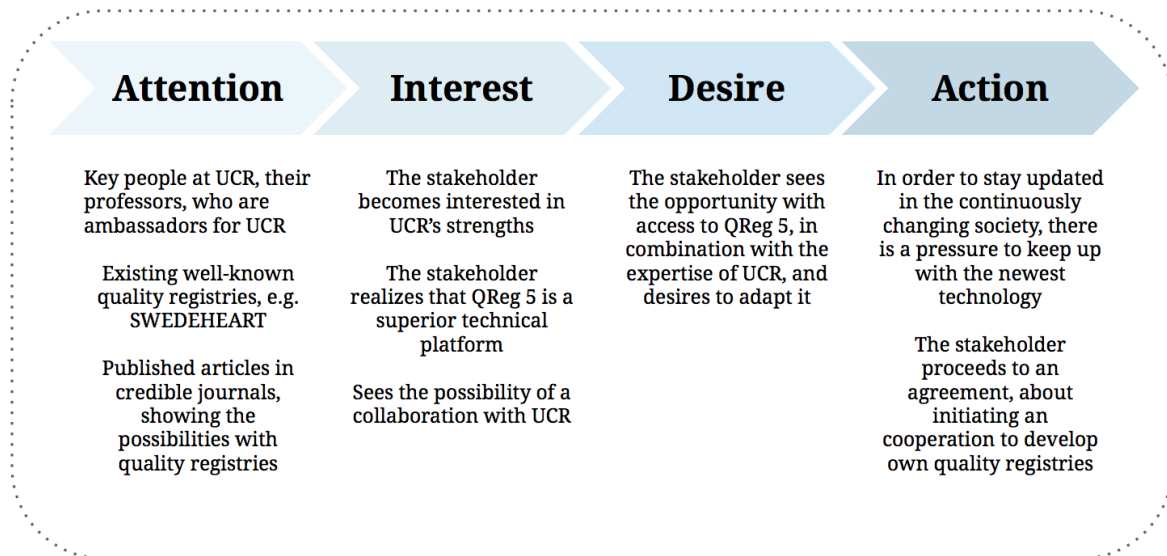 Attention
Interest
Desire
Action
Key people at UCR, their
professors, who are
ambassadors for UCR
Existing well-known
quality registries, e.g.
SWEDEHEART
Published articles in
credible journals,
showing the
possibilities with
quality registries
The stakeholder
becomes interested in
UCR’s strengths
The stakeholder
realizes that QReg 5 is a
superior technical
platform
Sees the possibility of a
collaboration with UCR
The stakeholder sees
the opportunity with
access to QReg 5, in
combination with the
expertise of UCR, and
desires to adapt it
In order to stay updated
in the continuously
changing society, there
is a pressure to keep up
with the newest
technology
The stakeholder
proceeds to an
agreement, about
initiating an
cooperation to develop
own quality registries